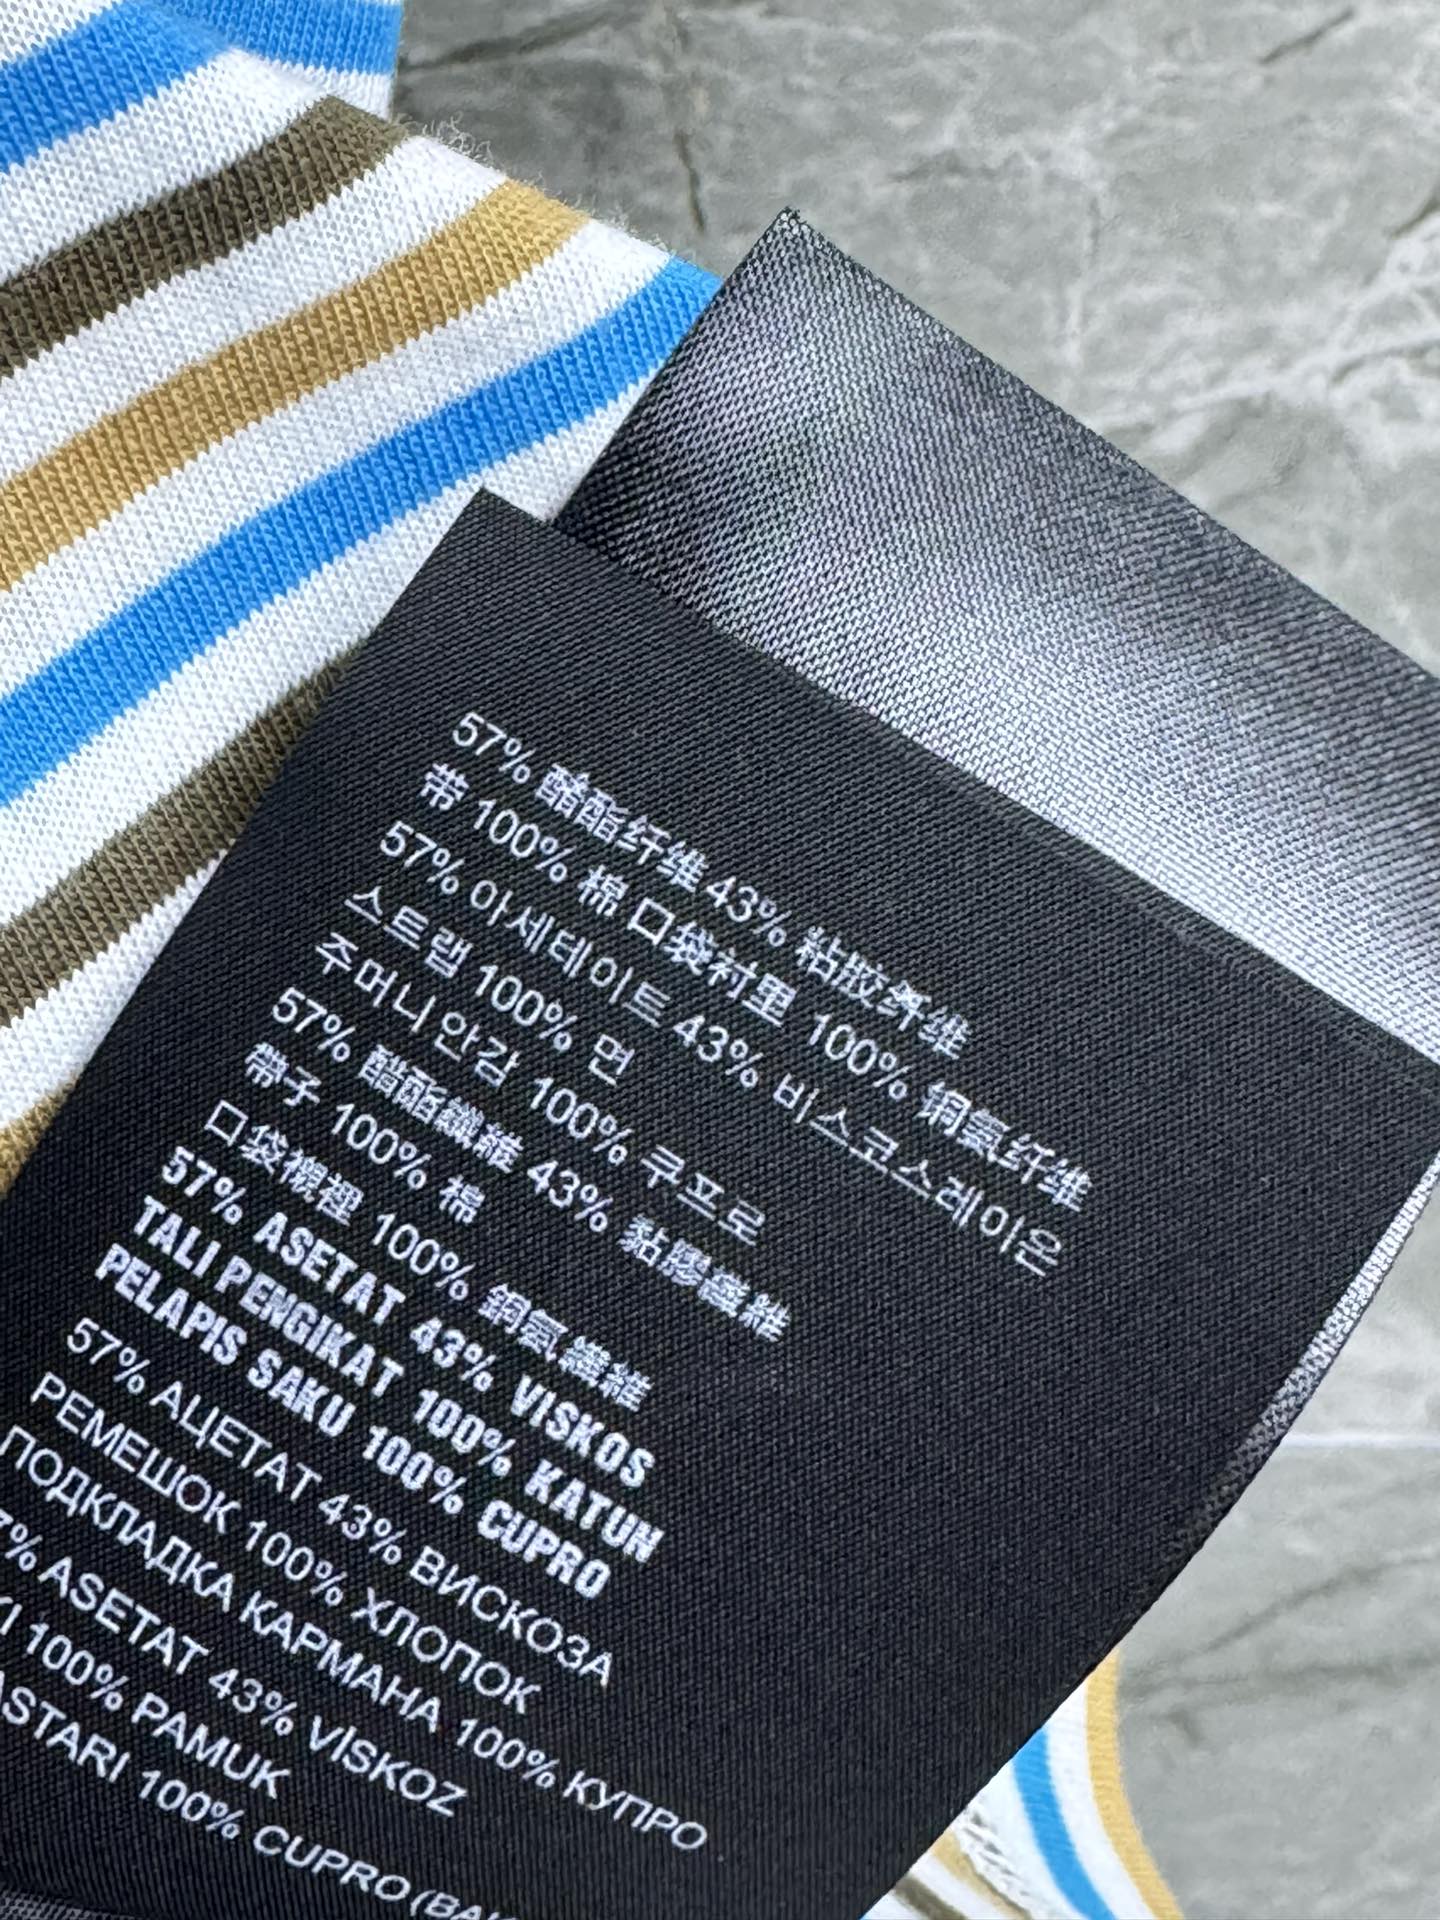 57% 醋酯纤维 43% 粘胶纤维
带 100% 棉 口袋衬里 100% 铜氨纤维
57% 아세테이트 43% 비스코스레이온
스트랩 100% 면
주머니 안감 100% 쿠프로
57% 醋酯纖維 43% 黏膠纖維
帶子 100% 棉
口袋襯裡 100% 銅氨纖維
57% ASETAT 43% VISKOS
TALI PENGIKAT 100% KATUN
PELAPIS SAKU 100% CUPRO
57% АЦЕТАТ 43% ВИСКОЗА
РЕМЕШОК 100% ХЛОПОК
ПОДКЛАДКА КАРМАНА 100% КУПРО
7% ASETAT 43% VİSKOZ
100% PAMUK
ASTARI 100% CUPRO (BAK